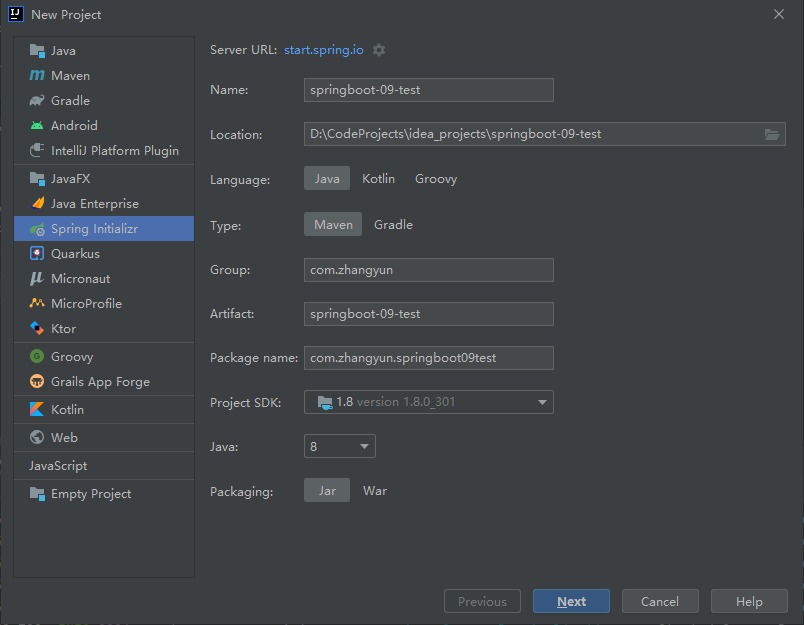 New Project
Java
Maven
Gradle
Android
IntelliJ Platform Plugin
JavaFX
Java Enterprise
Spring Initializr
Quarkus
Micronaut
MicroProfile
Ktor
Groovy
Grails App Forge
Kotlin
Web
JavaScript
Empty Project
Server URL: start.spring.io
Name: springboot-09-test
Location: D:\CodeProjects\idea_projects\springboot-09-test
Language: Java Kotlin Groovy
Type: Maven Gradle
Group: com.zhangyun
Artifact: springboot-09-test
Package name: com.zhangyun.springboot09test
Project SDK: 1.8 version 1.8.0_301
Java: 8
Packaging: Jar War
Previous Next Cancel Help